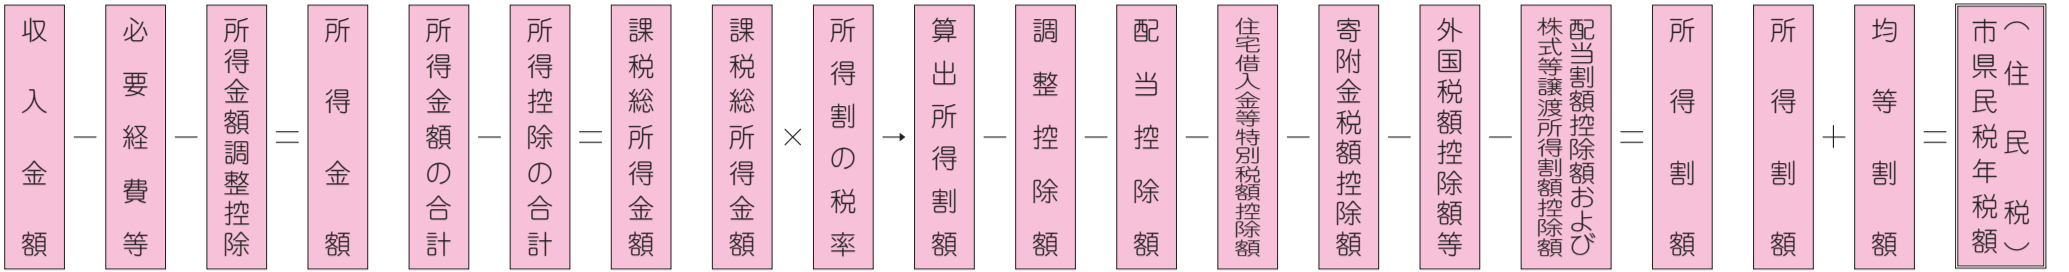 収入金額
－
必要経費等
－
所得金額調整控除
＝
所得金額
所得金額の合計
－
所得控除の合計
＝
課税総所得金額
課税総所得金額
×
所得割の税率
→
算出所得割額
－
調整控除額
－
配当控除額
－
住宅借入金等特別税額控除額
－
寄附金税額控除額
－
外国税額控除額等
－
配当割額控除額および
株式等譲渡所得割額控除額
＝
所得割額
所得割額
＋
均等割額
＝
（住民税）
市県民税年税額